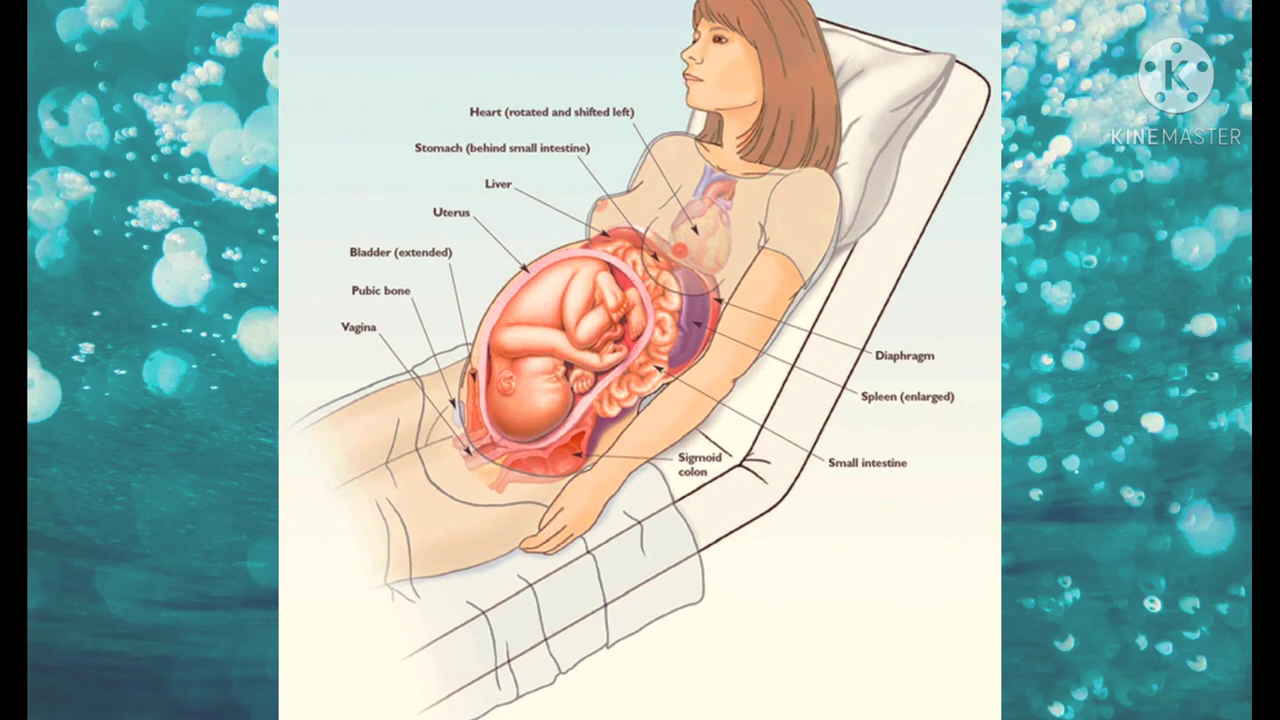 K
KINEMASTER
Heart (rotated and shifted left)
Stomach (behind small intestine)
Liver
Uterus
Bladder (extended)
Pubic bone
Vagina
Diaphragm
Spleen (enlarged)
Small intestine
Sigmoid
colon